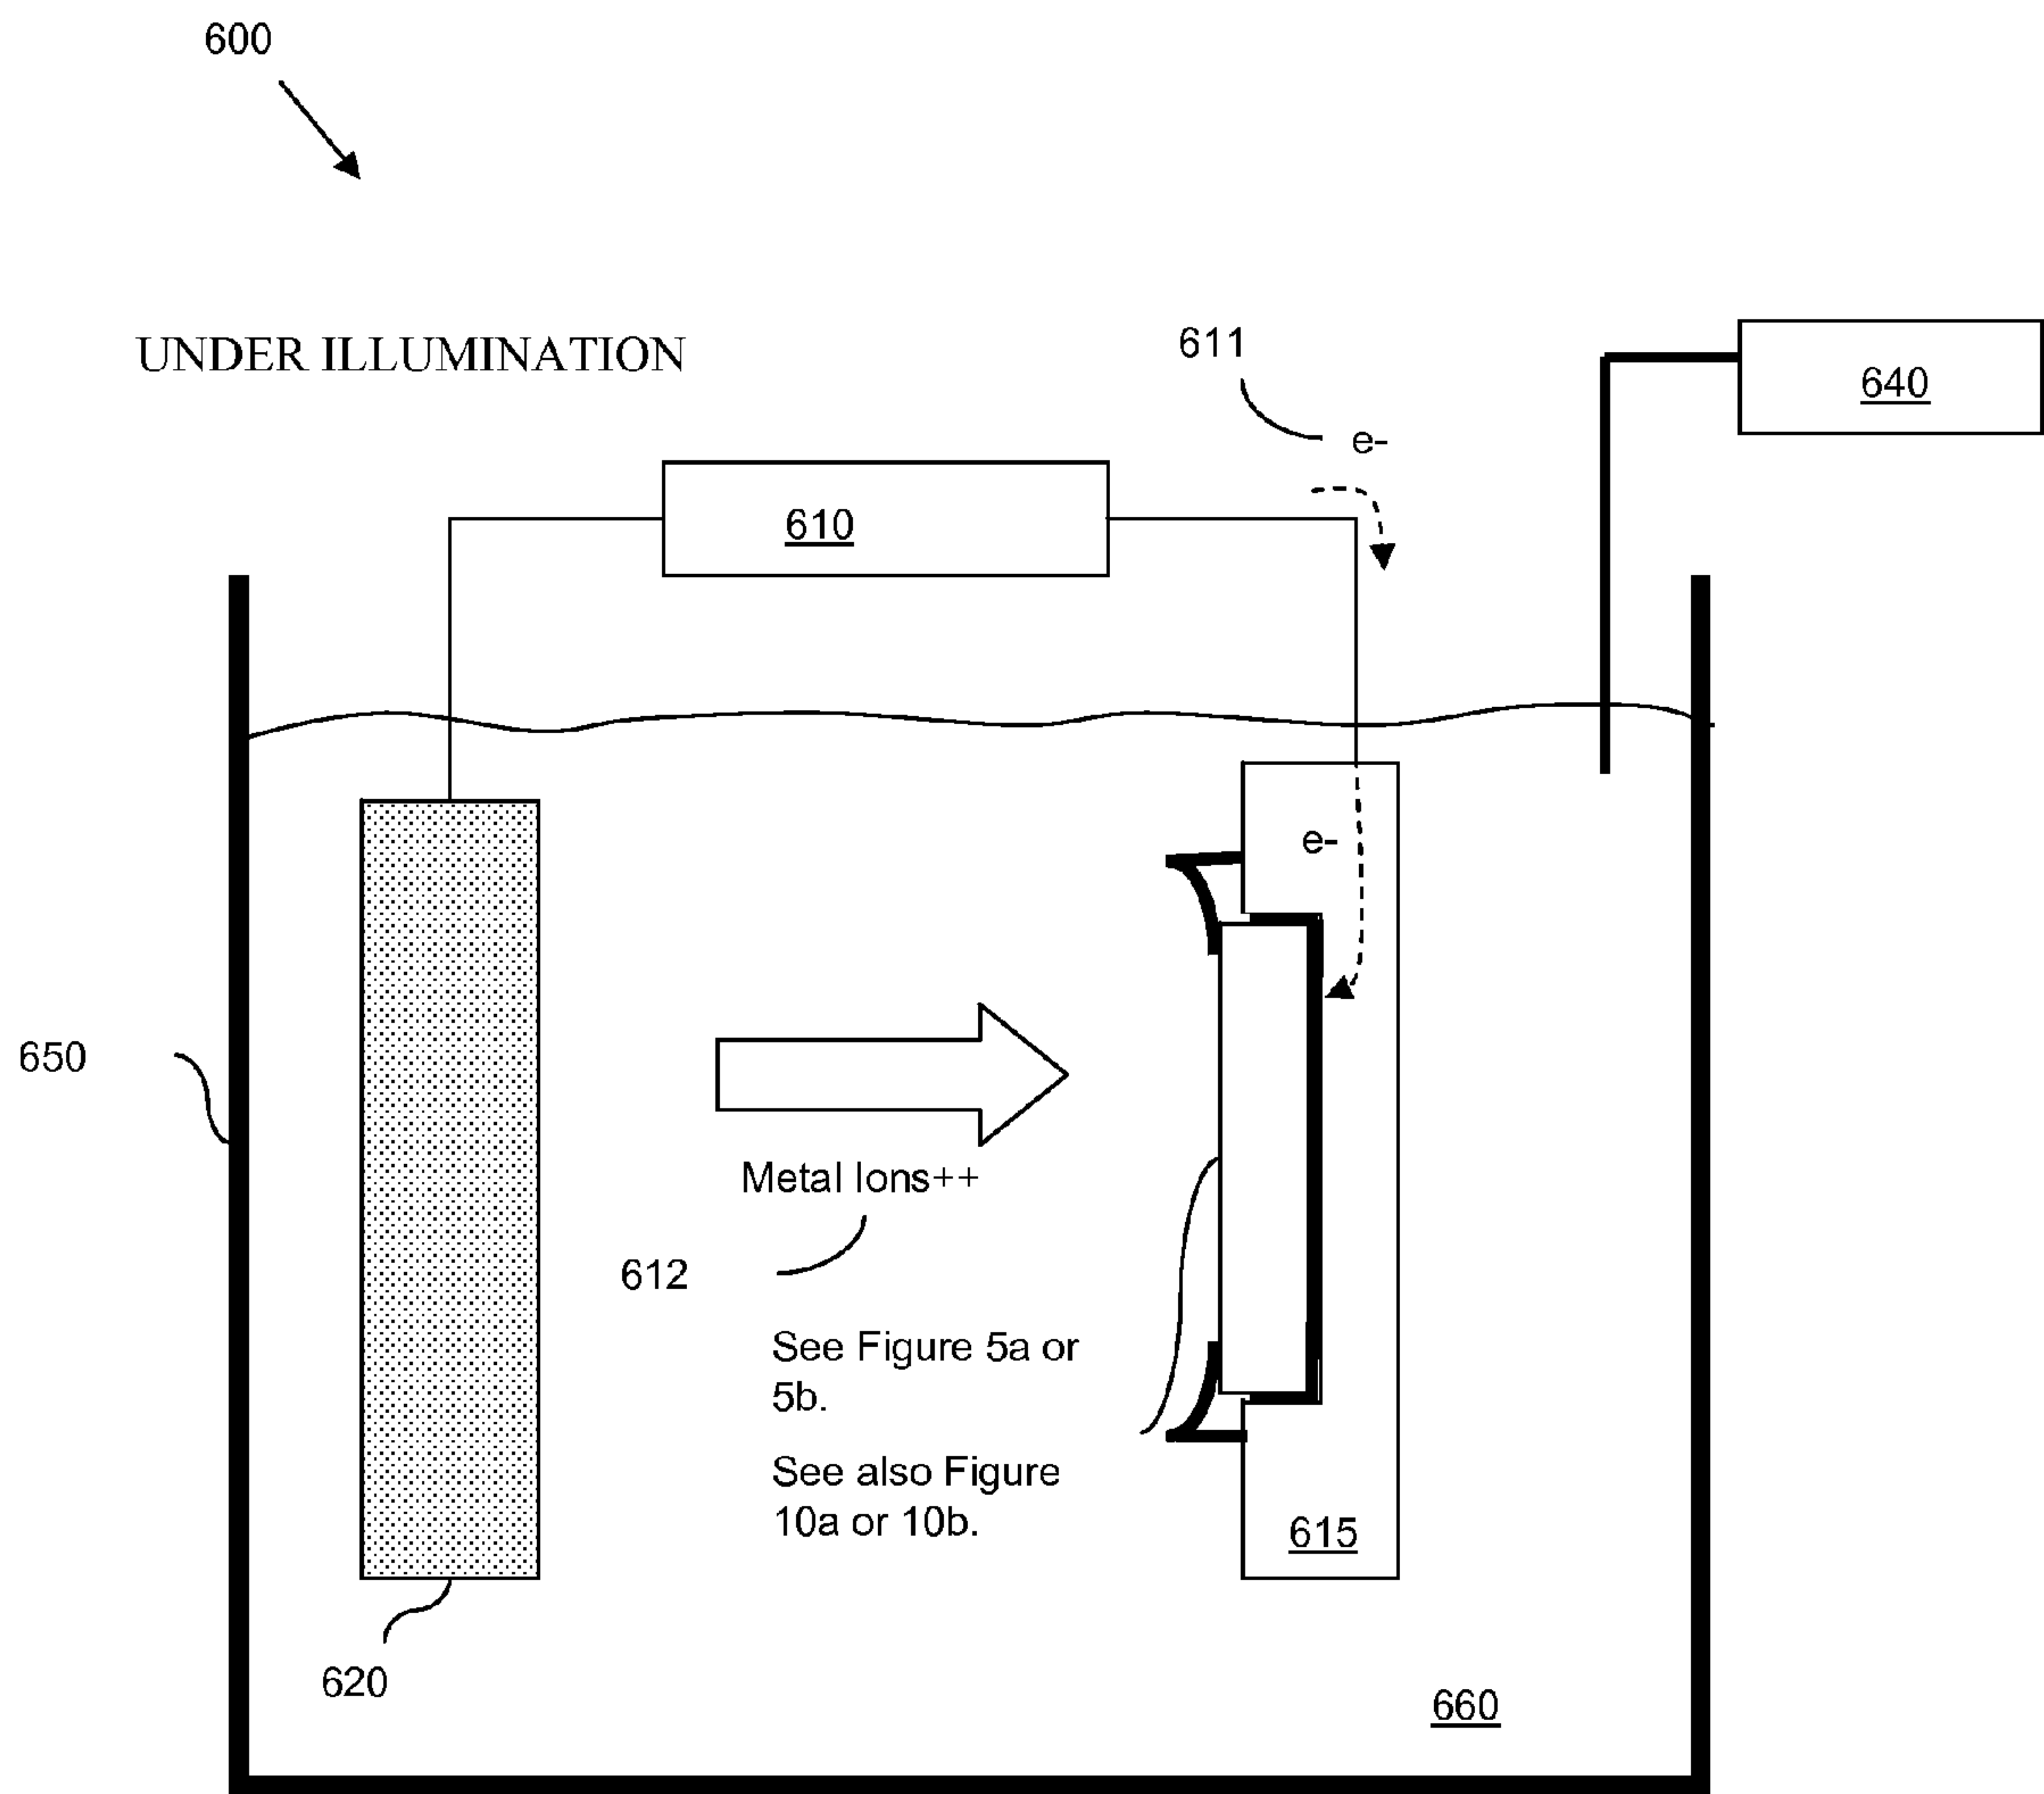 600
UNDER ILLUMINATION
611
e-
640
610
e-
650
Metal Ions++
612
See Figure 5a or
5b.
See also Figure
10a or 10b.
615
620
660